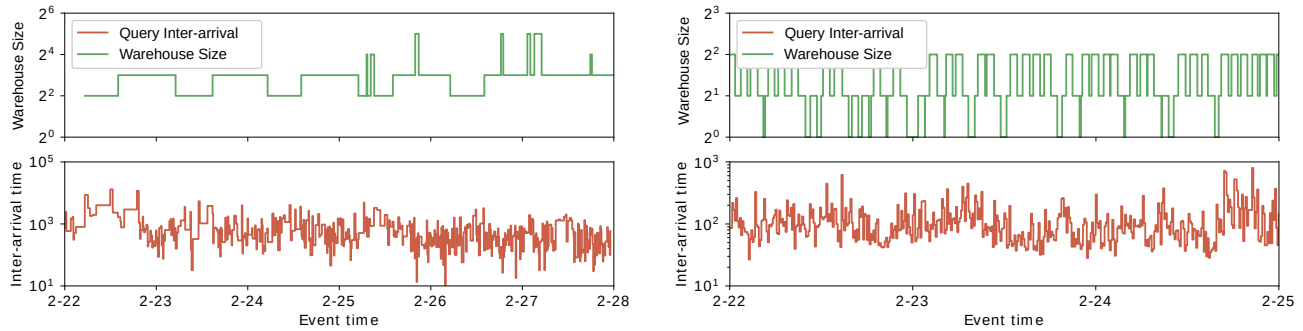 Warehouse Size
2^6
2^4
2^2
2^0
Query Inter-arrival
Warehouse Size
Inter-arrival time
10^5
10^3
10^1
2-22
2-23
2-24
2-25
2-26
2-27
2-28
Event time
Warehouse Size
2^3
2^2
2^1
2^0
Query Inter-arrival
Warehouse Size
Inter-arrival time
10^3
10^2
10^1
2-22
2-23
2-24
2-25
Event time